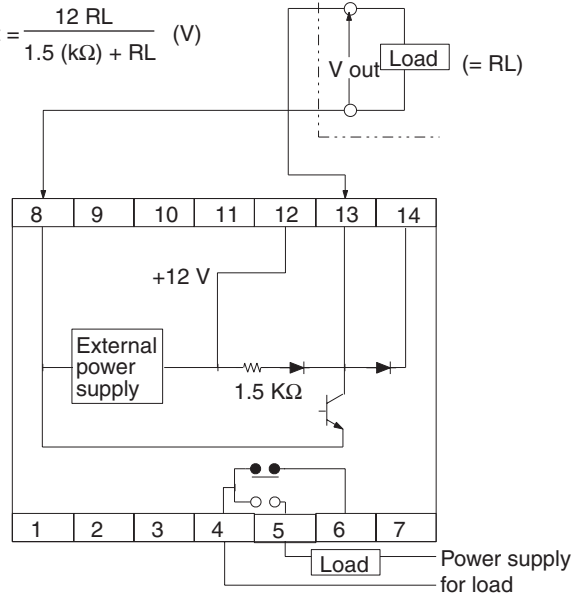 = 12 RL / 1.5 (kΩ) + RL (V)
V out
Load
(= RL)
8 9 10 11 12 13 14
+12 V
External
power
supply
1.5 KΩ
1 2 3 4 5 6 7
Load
Power supply
for load